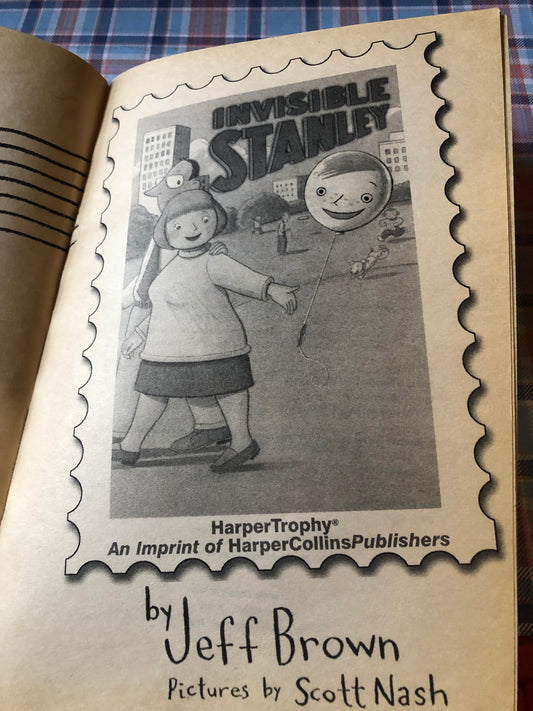 INVISIBLE
STANLEY
HarperTrophy®
An Imprint of HarperCollinsPublishers
by
Jeff Brown
Pictures by Scott Nash